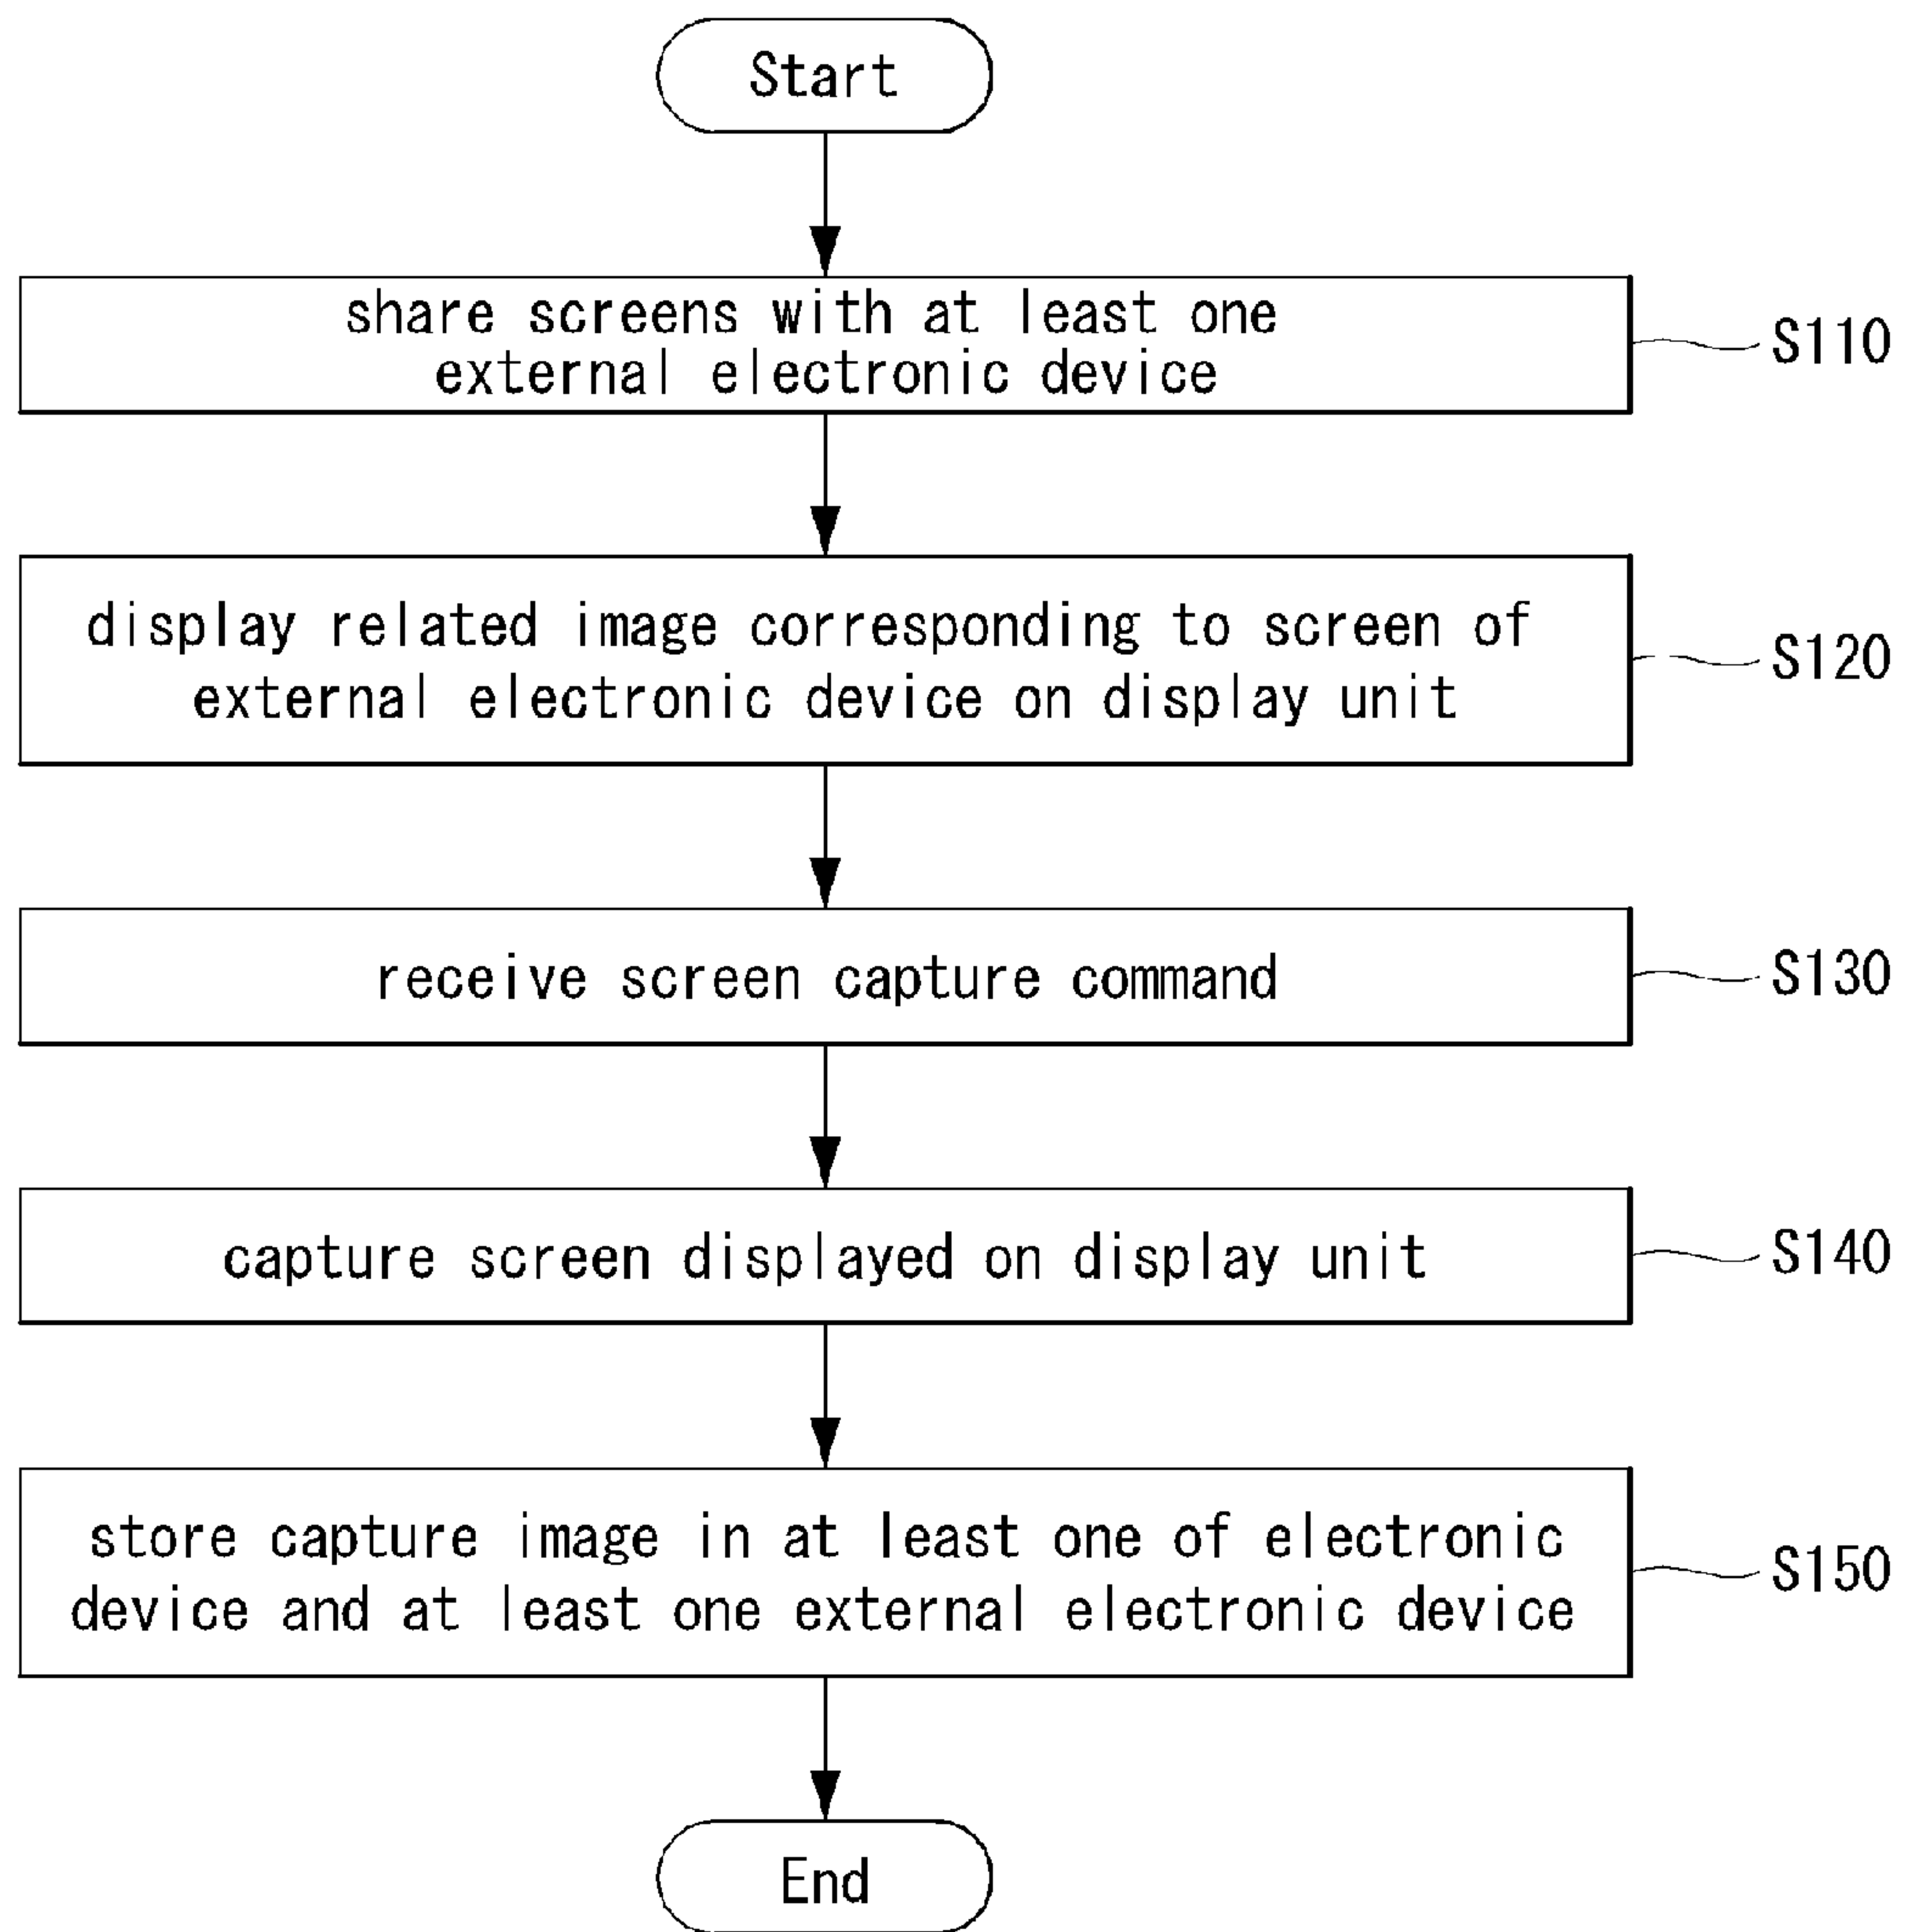 Start
share screens with at least one
external electronic device
S110
display related image corresponding to screen of
external electronic device on display unit
S120
receive screen capture command
S130
capture screen displayed on display unit
S140
store capture image in at least one of electronic
device and at least one external electronic device
S150
End